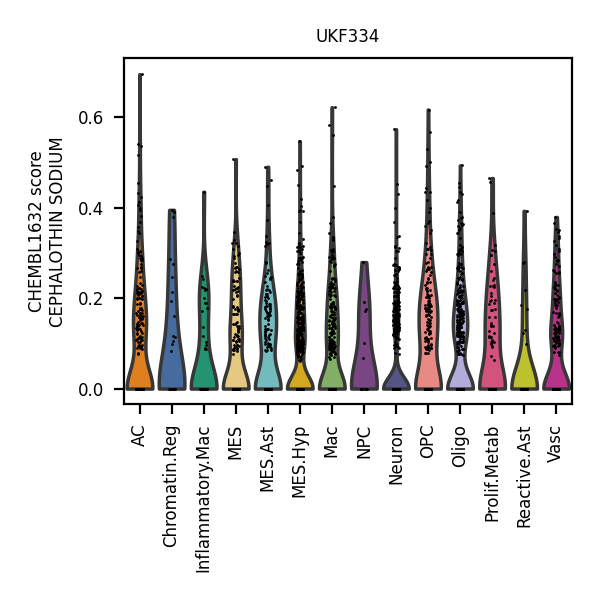 UKF334
CHEMBL1632 score
CEPHALOTHIN SODIUM
0.6
0.4
0.2
0.0
AC
Chromatin.Reg
Inflammatory.Mac
MES
MES.Ast
MES.Hyp
Mac
NPC
Neuron
OPC
Oligo
Prolif.Metab
Reactive.Ast
Vasc